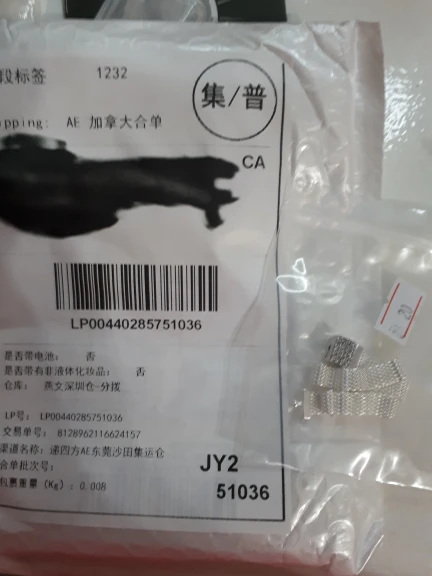 段标签 1232
集/普
pping: AE 加拿大合单
CA
LP00440285751036
是否带电池: 否
是否带有非液体化妆品: 否
仓库: 燕文深圳仓-分拨
LP号: LP00440285751036
交易单号: 8128962116624157
渠道名称: 递四方AE东莞沙田集运仓
合单批次号:
JY2
包裹重量 (Kg) : 0.008
51036